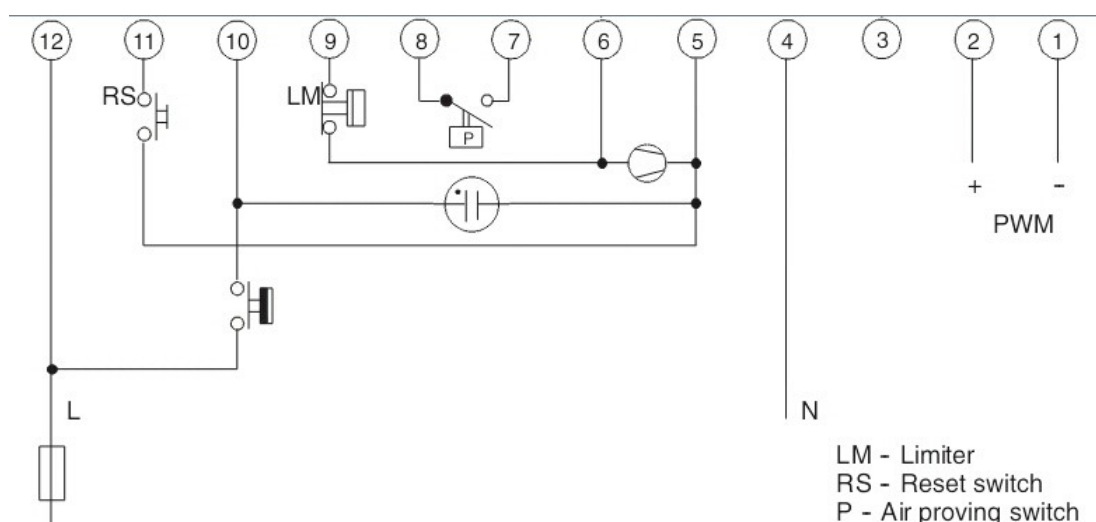 12 11 10 9 8 7 6 5 4 3 2 1
RS
LM
P
+ -
PWM
L
N
LM - Limiter
RS - Reset switch
P - Air proving switch